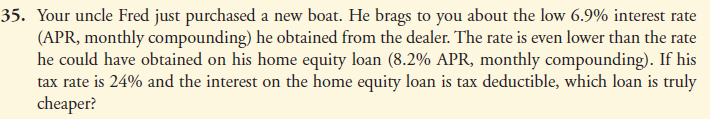 35. Your uncle Fred just purchased a new boat. He brags to you about the low 6.9% interest rate
(APR, monthly compounding) he obtained from the dealer. The rate is even lower than the rate
he could have obtained on his home equity loan (8.2% APR, monthly compounding). If his
tax rate is 24% and the interest on the home equity loan is tax deductible, which loan is truly
cheaper?